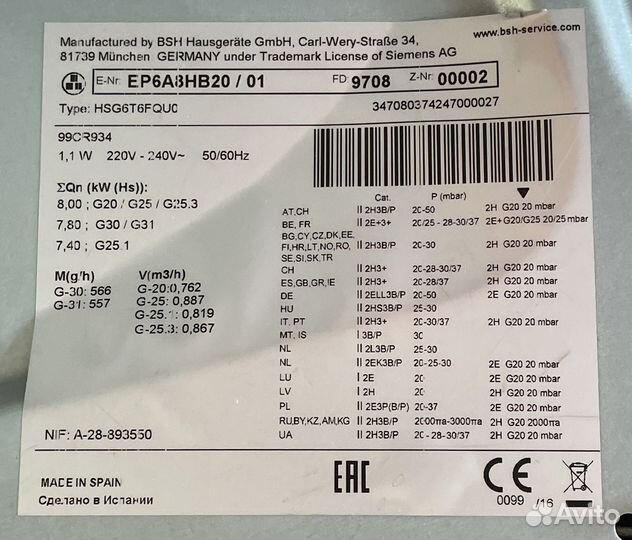 Manufactured by BSH Hausgeräte GmbH, Carl-Wery-Straße 34,
81739 München GERMANY under Trademark License of Siemens AG
www.bsh-service.com
E-Nr. EP6A8HB20 / 01 FD 9708 Z-Nr. 00002
Type: HSG6T6FQU0 347080374247000027
99CR934
1,1 W 220V - 240V~ 50/60Hz
ΣQn (kW (Hs)):
8,00 ; G20 / G25 / G25.3
7,80 ; G30 / G31
7,40 ; G25.1
M(g/h) V(m3/h)
G-30: 566 G-20:0,762
G-31: 557 G-25: 0,887
G-25.1: 0,819
G-25.3: 0,867
Cat. P (mbar)
AT,CH II 2H3B/P 20-50 2H G20 20 mbar
BE, FR II 2E+3+ 20/25 - 28-30/37 2E+G20/G25 20/25 mbar
BG,CY,CZ,DK,EE,
FI,HR,LT,NO,RO, II 2H3B/P 20-30 2H G20 20 mbar
SE,SI,SK,TR
CH II 2H3+ 20-28-30/37 2H G20 20 mbar
ES,GB,GR,IE II 2H3+ 20-28/37 2H G20 20 mbar
DE II 2ELL3B/P 20-50 2E G20 20 mbar
HU II 2HS3B/P 25-30
IT, PT II 2H3+ 20-30/37 2H G20 20 mbar
MT, IS I 3B/P 30
NL II 2L3B/P 25-30
NL II 2EK3B/P 20-25-30 2E G20 20 mbar
LU I 2E 20 2E G20 20 mbar
LV I 2H 20 2H G20 20 mbar
PL II 2E3P(B/P) 20-37 2E G20 20 mbar
RU,BY,KZ,AM,KG II 2H3B/P 2000пa-3000пa 2H G20 2000пa
UA II 2H3B/P 20 - 28-30/37 2H G20 20 mbar
NIF: A-28-893550
MADE IN SPAIN
Сделано в Испании
EAC
CE
0099 /16
Avito